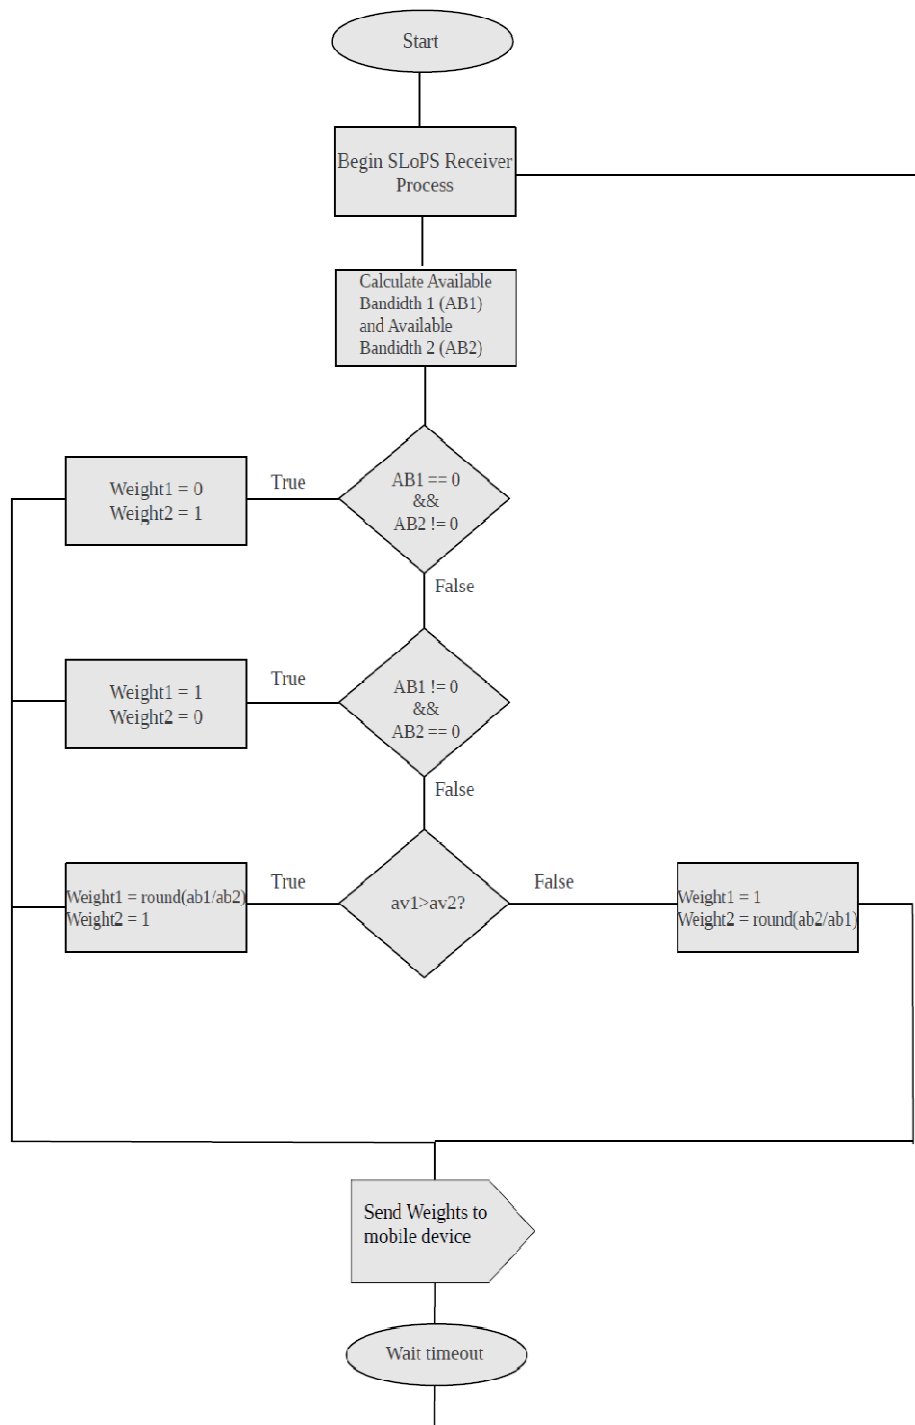 Start
Begin SLoPS Receiver
Process
Calculate Available
Bandidth 1 (AB1)
and Available
Bandidth 2 (AB2)
Weight1 = 0
Weight2 = 1
True
AB1 == 0
&&
AB2 != 0
False
Weight1 = 1
Weight2 = 0
True
AB1 != 0
&&
AB2 == 0
False
Weight1 = round(ab1/ab2)
Weight2 = 1
True
av1>av2?
False
Weight1 = 1
Weight2 = round(ab2/ab1)
Send Weights to
mobile device
Wait timeout